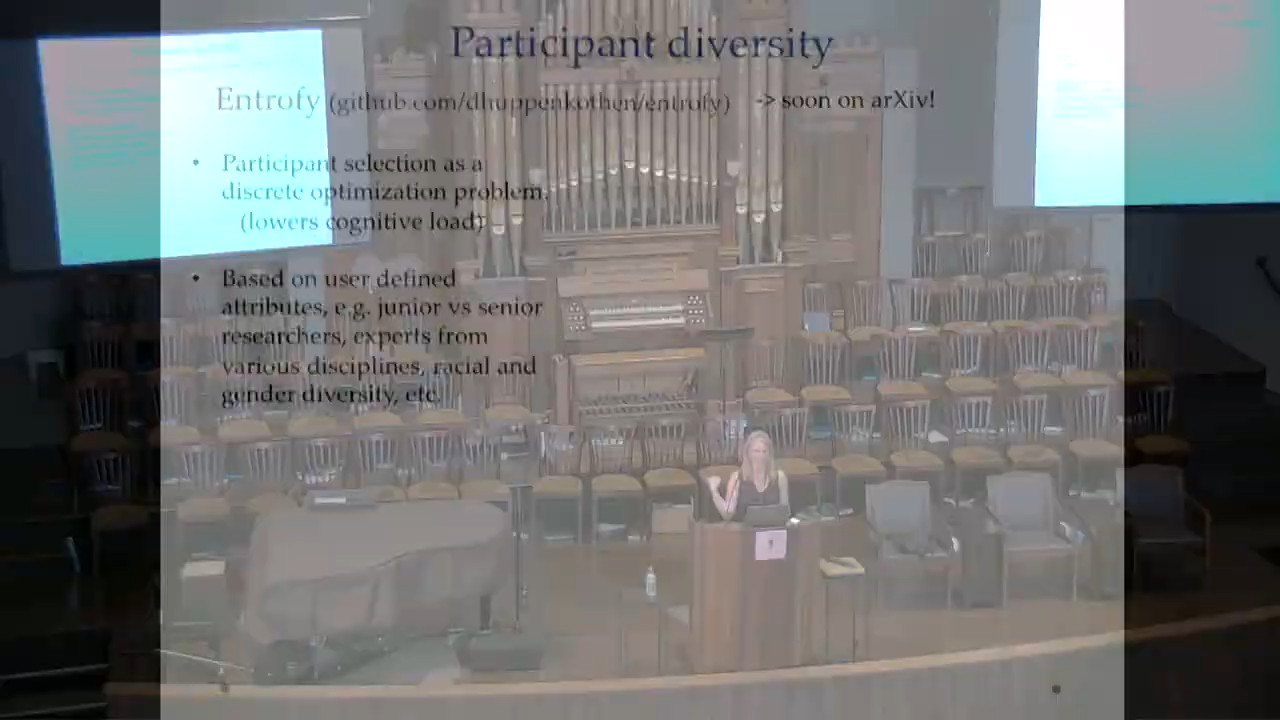 Participant diversity
Entrofy (github.com/dhuppenkothen/entrofy) -> soon on arXiv!
• Participant selection as a
discrete optimization problem.
(lowers cognitive load)
• Based on user defined
attributes, e.g. junior vs senior
researchers, experts from
various disciplines, racial and
gender diversity, etc.